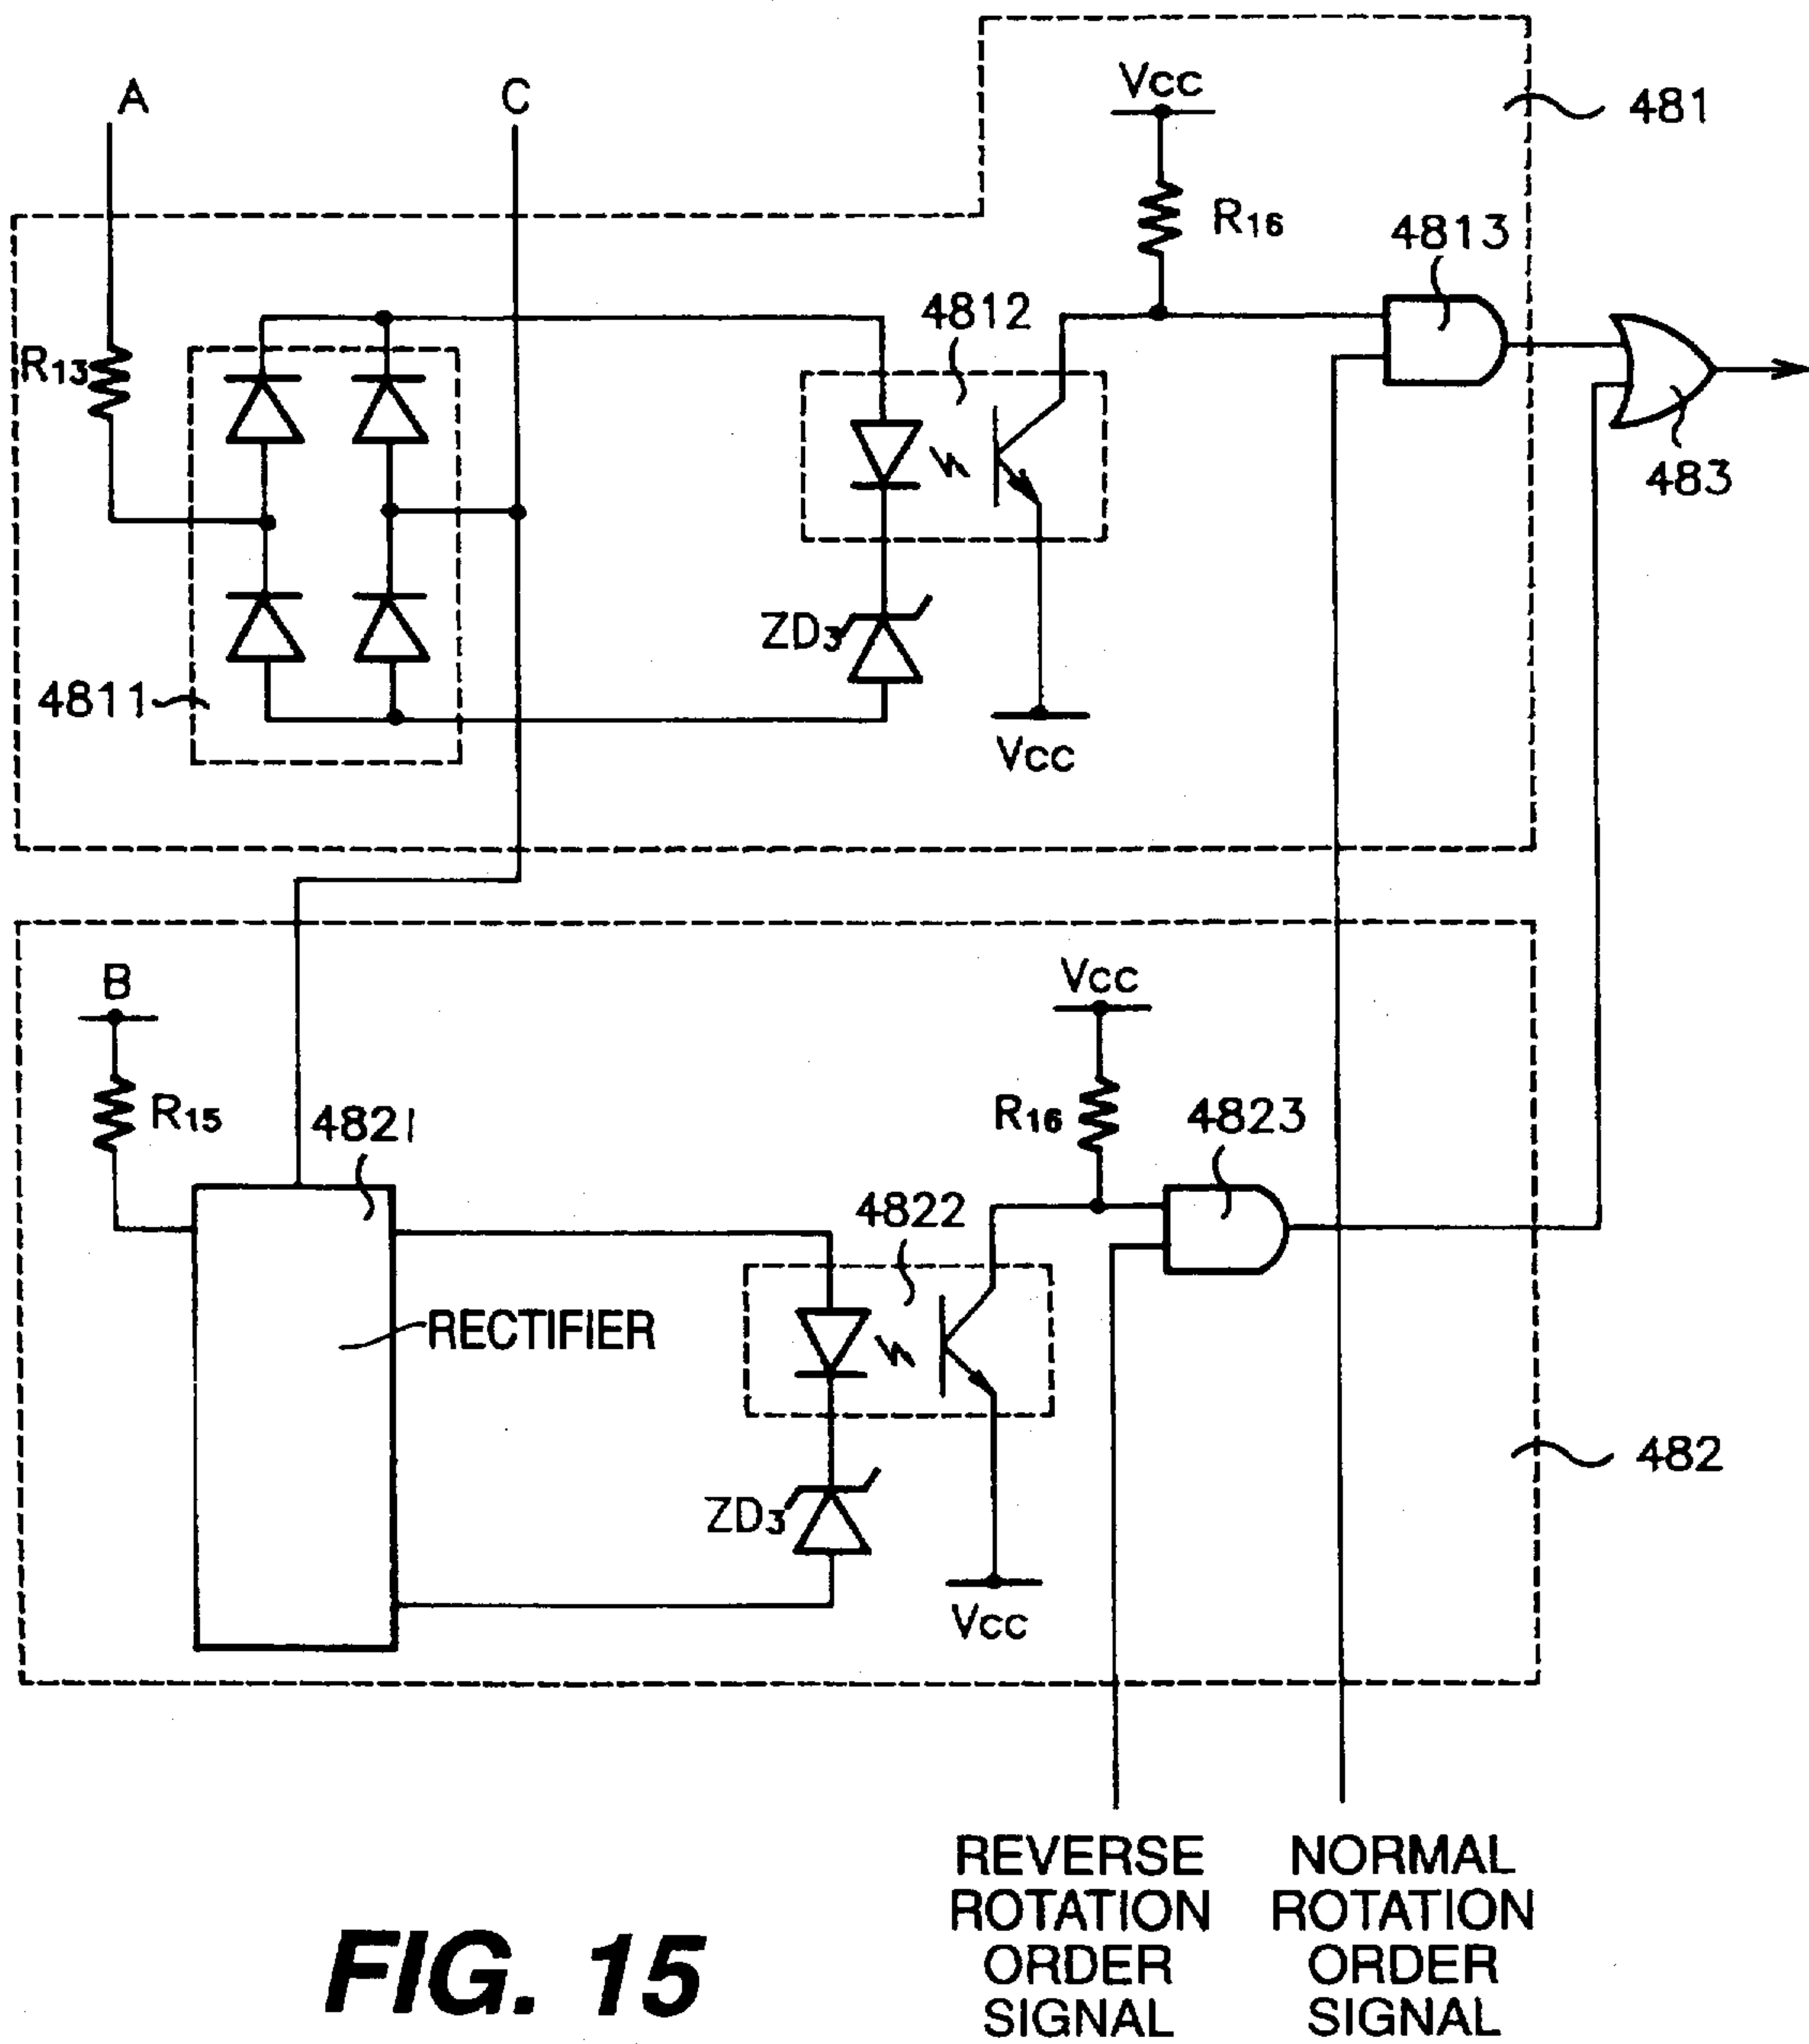 A
C
Vcc
481
R16
4813
4812
R13
483
ZD3
4811
Vcc
B
Vcc
R15
4821
R16
4823
4822
RECTIFIER
482
ZD3
Vcc
REVERSE
ROTATION
ORDER
SIGNAL
NORMAL
ROTATION
ORDER
SIGNAL
FIG. 15